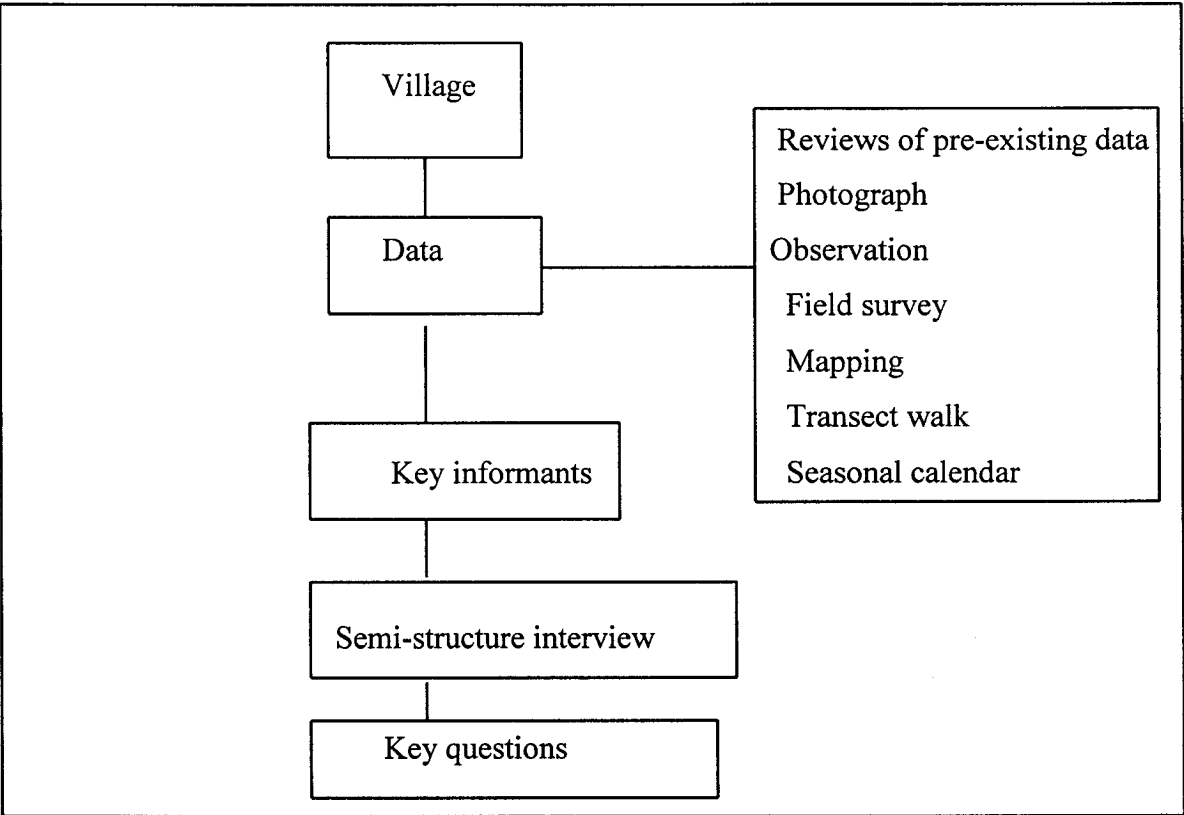 Village
Data
Reviews of pre-existing data
Photograph
Observation
Field survey
Mapping
Transect walk
Seasonal calendar
Key informants
Semi-structure interview
Key questions